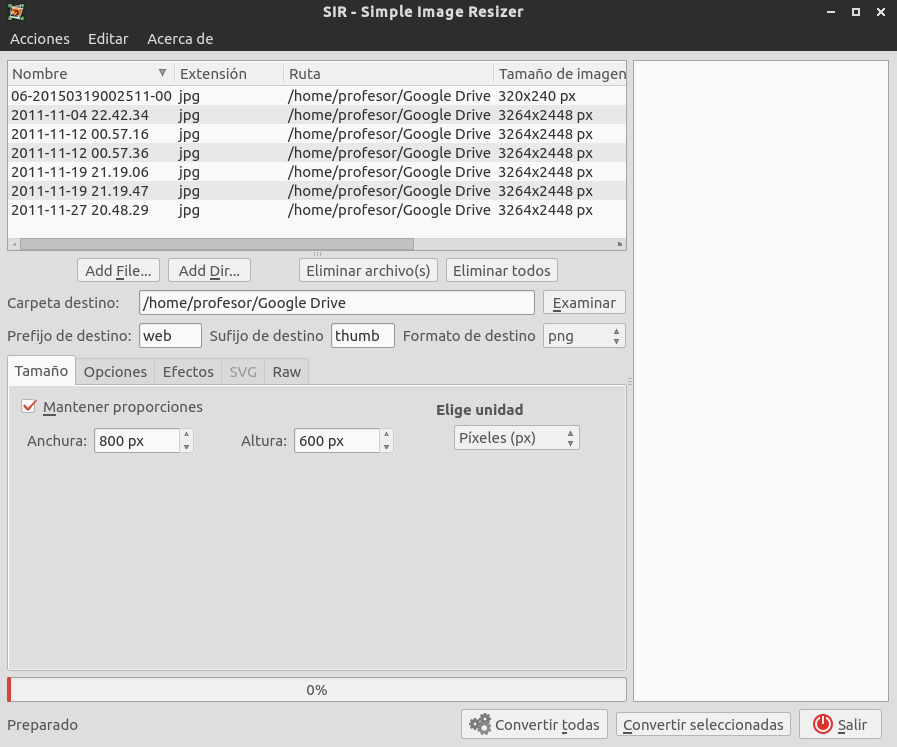 SIR - Simple Image Resizer
Acciones Editar Acerca de
Nombre Extensión Ruta Tamaño de imagen
06-20150319002511-00 jpg /home/profesor/Google Drive 320x240 px
2011-11-04 22.42.34 jpg /home/profesor/Google Drive 3264x2448 px
2011-11-12 00.57.16 jpg /home/profesor/Google Drive 3264x2448 px
2011-11-12 00.57.36 jpg /home/profesor/Google Drive 3264x2448 px
2011-11-19 21.19.06 jpg /home/profesor/Google Drive 3264x2448 px
2011-11-19 21.19.47 jpg /home/profesor/Google Drive 3264x2448 px
2011-11-27 20.48.29 jpg /home/profesor/Google Drive 3264x2448 px
Add File... Add Dir... Eliminar archivo(s) Eliminar todos
Carpeta destino: /home/profesor/Google Drive Examinar
Prefijo de destino: web Sufijo de destino thumb Formato de destino png
Tamaño Opciones Efectos SVG Raw
Mantener proporciones Elige unidad
Anchura: 800 px Altura: 600 px Píxeles (px)
0%
Preparado Convertir todas Convertir seleccionadas Salir